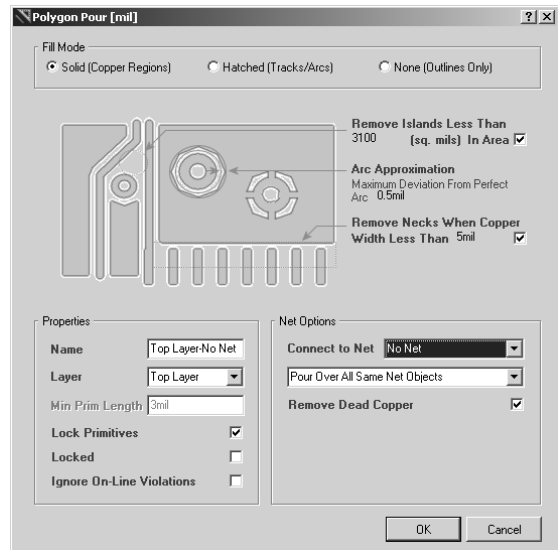 Polygon Pour [mil]
Fill Mode
Solid (Copper Regions)
Hatched (Tracks/Arcs)
None (Outlines Only)
Remove Islands Less Than
3100 (sq. mils) In Area
Arc Approximation
Maximum Deviation From Perfect
Arc 0.5mil
Remove Necks When Copper
Width Less Than 5mil
Properties
Name Top Layer-No Net
Layer Top Layer
Min Prim Length 3mil
Lock Primitives
Locked
Ignore On-Line Violations
Net Options
Connect to Net No Net
Pour Over All Same Net Objects
Remove Dead Copper
OK
Cancel